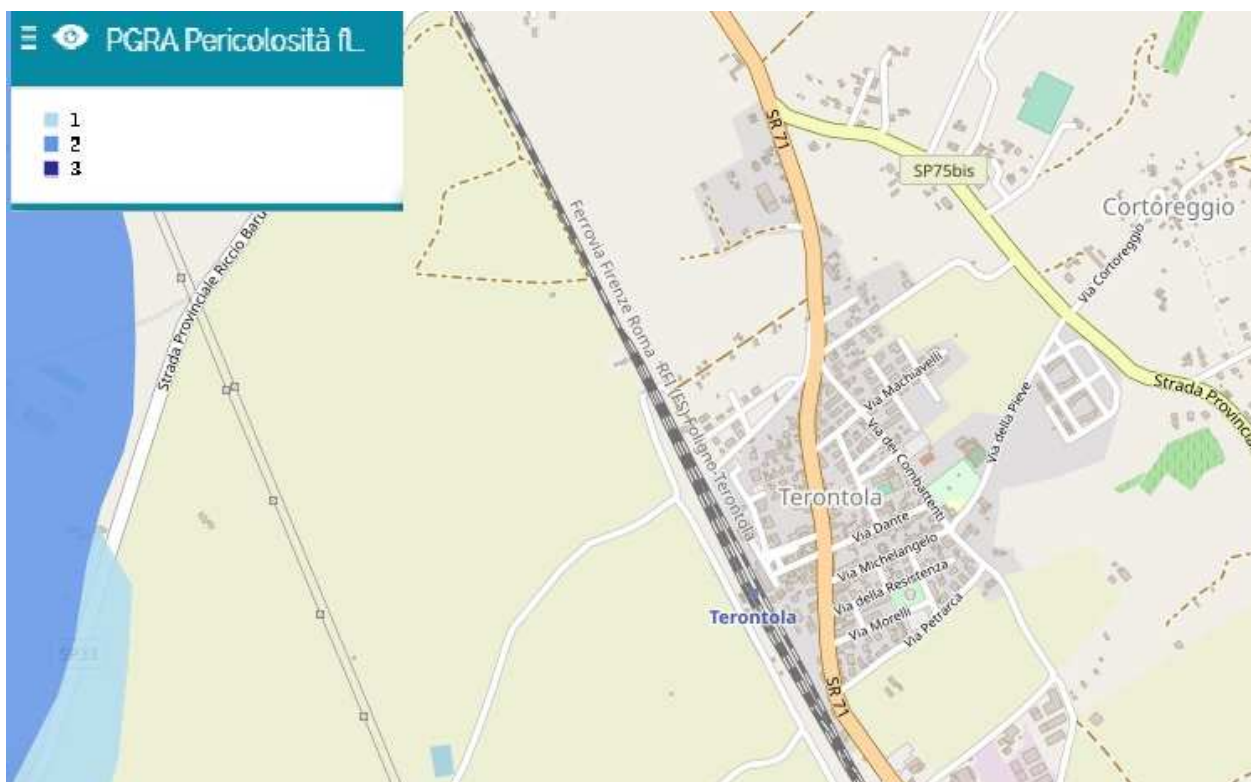 PGRA Pericolosità fl...
1
2
3
SR 71
SP75bis
Cortoreggio
Via Cortoreggio
Strada Provinciale Riccio Baru
Ferrovia Firenze Roma -RFI (FS)
Foligno-Terontola
Via Machiavelli
Via della Pieve
Strada Provincial
Via dei Combattenti
Terontola
Via Dante
Via Michelangelo
Via della Resistenza
Terontola
Via Morelli
Via Petrarca
SR 71